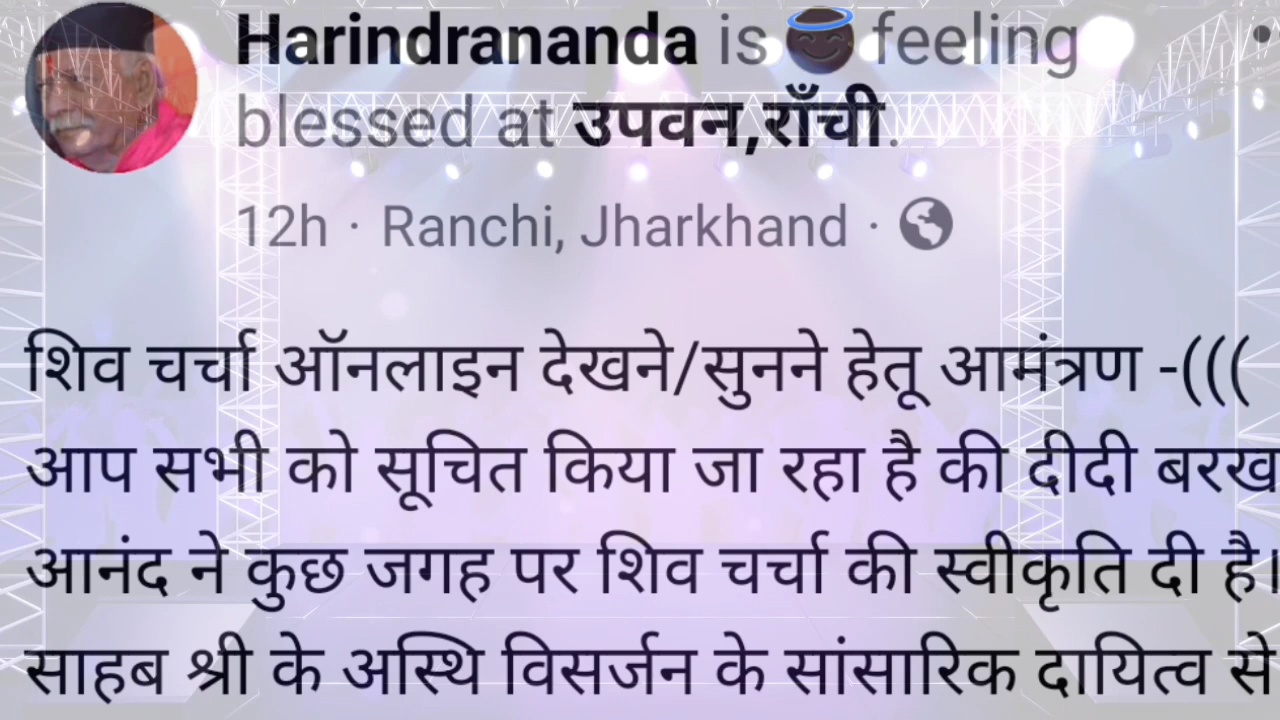 Harindrananda is feeling
blessed at उपवन,राँची.
12h · Ranchi, Jharkhand ·
शिव चर्चा ऑनलाइन देखने/सुनने हेतू आमंत्रण -(((
आप सभी को सूचित किया जा रहा है की दीदी बरख
आनंद ने कुछ जगह पर शिव चर्चा की स्वीकृति दी है।
साहब श्री के अस्थि विसर्जन के सांसारिक दायित्व से